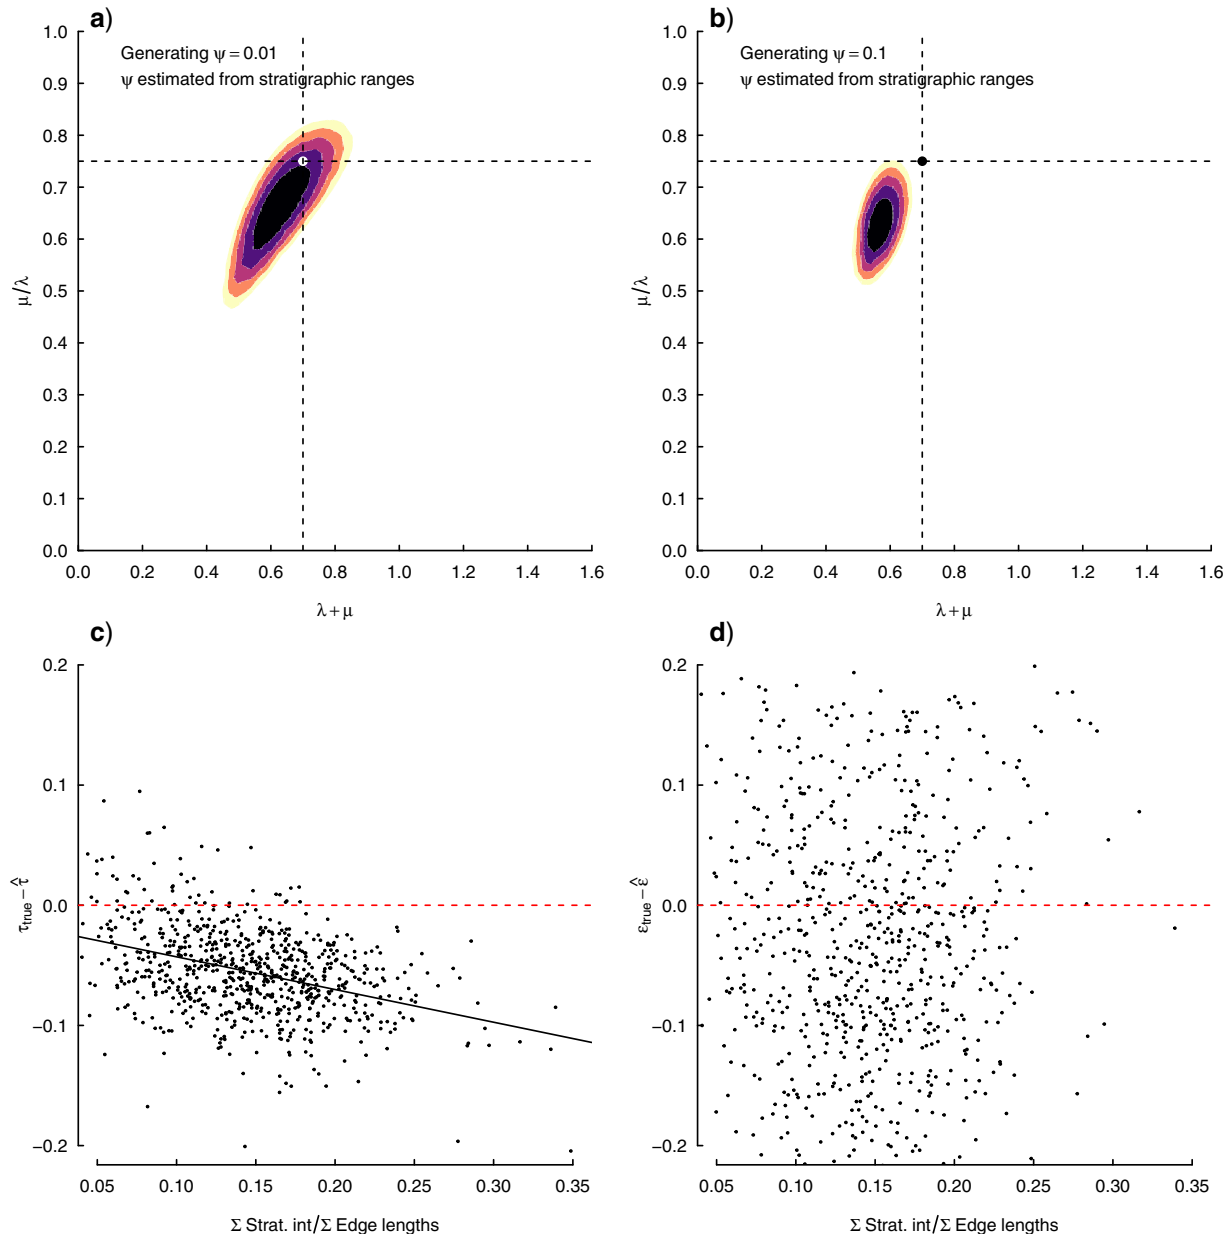 a)
Generating ψ = 0.01
ψ estimated from stratigraphic ranges
1.0
0.9
0.8
0.7
0.6
0.5
0.4
0.3
0.2
0.1
0.0
μ/λ
0.0 0.2 0.4 0.6 0.8 1.0 1.2 1.4 1.6
λ + μ
b)
Generating ψ = 0.1
ψ estimated from stratigraphic ranges
1.0
0.9
0.8
0.7
0.6
0.5
0.4
0.3
0.2
0.1
0.0
μ/λ
0.0 0.2 0.4 0.6 0.8 1.0 1.2 1.4 1.6
λ + μ
c)
0.2
0.1
0.0
−0.1
−0.2
τtrue − τ̂
0.05 0.10 0.15 0.20 0.25 0.30 0.35
Σ Strat. int/Σ Edge lengths
d)
0.2
0.1
0.0
−0.1
−0.2
εtrue − ε̂
0.05 0.10 0.15 0.20 0.25 0.30 0.35
Σ Strat. int/Σ Edge lengths